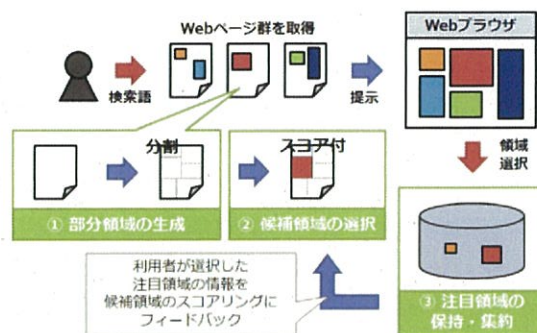 Webページ群を取得
Webブラウザ
検索語
提示
分割
スコア付
領域
選択
① 部分領域の生成
② 候補領域の選択
利用者が選択した
注目領域の情報を
候補領域のスコアリングに
フィードバック
③ 注目領域の
保持・集約